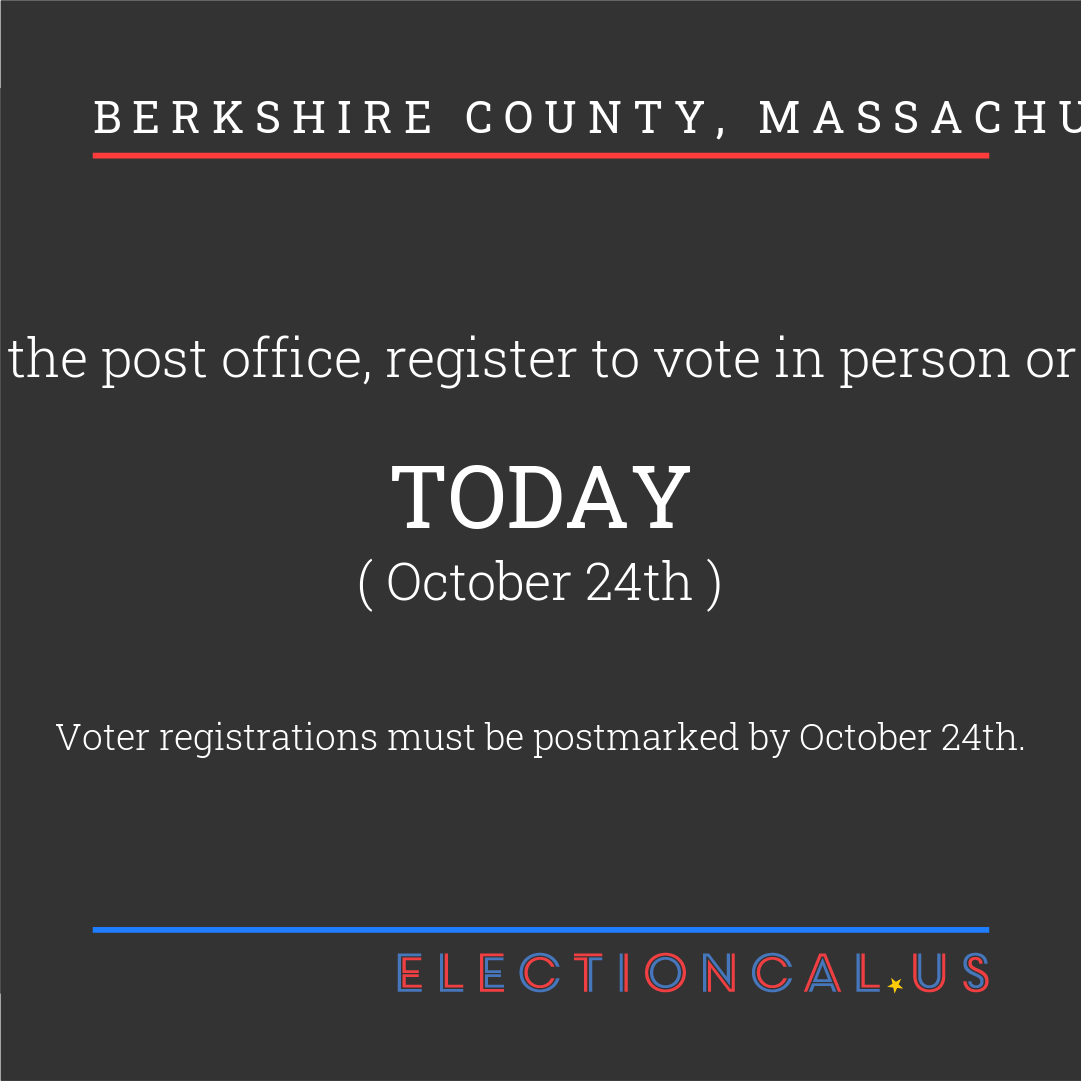 BERKSHIRE COUNTY, MASSACHU
the post office, register to vote in person or
TODAY
( October 24th )
Voter registrations must be postmarked by October 24th.
ELECTIONCAL.US